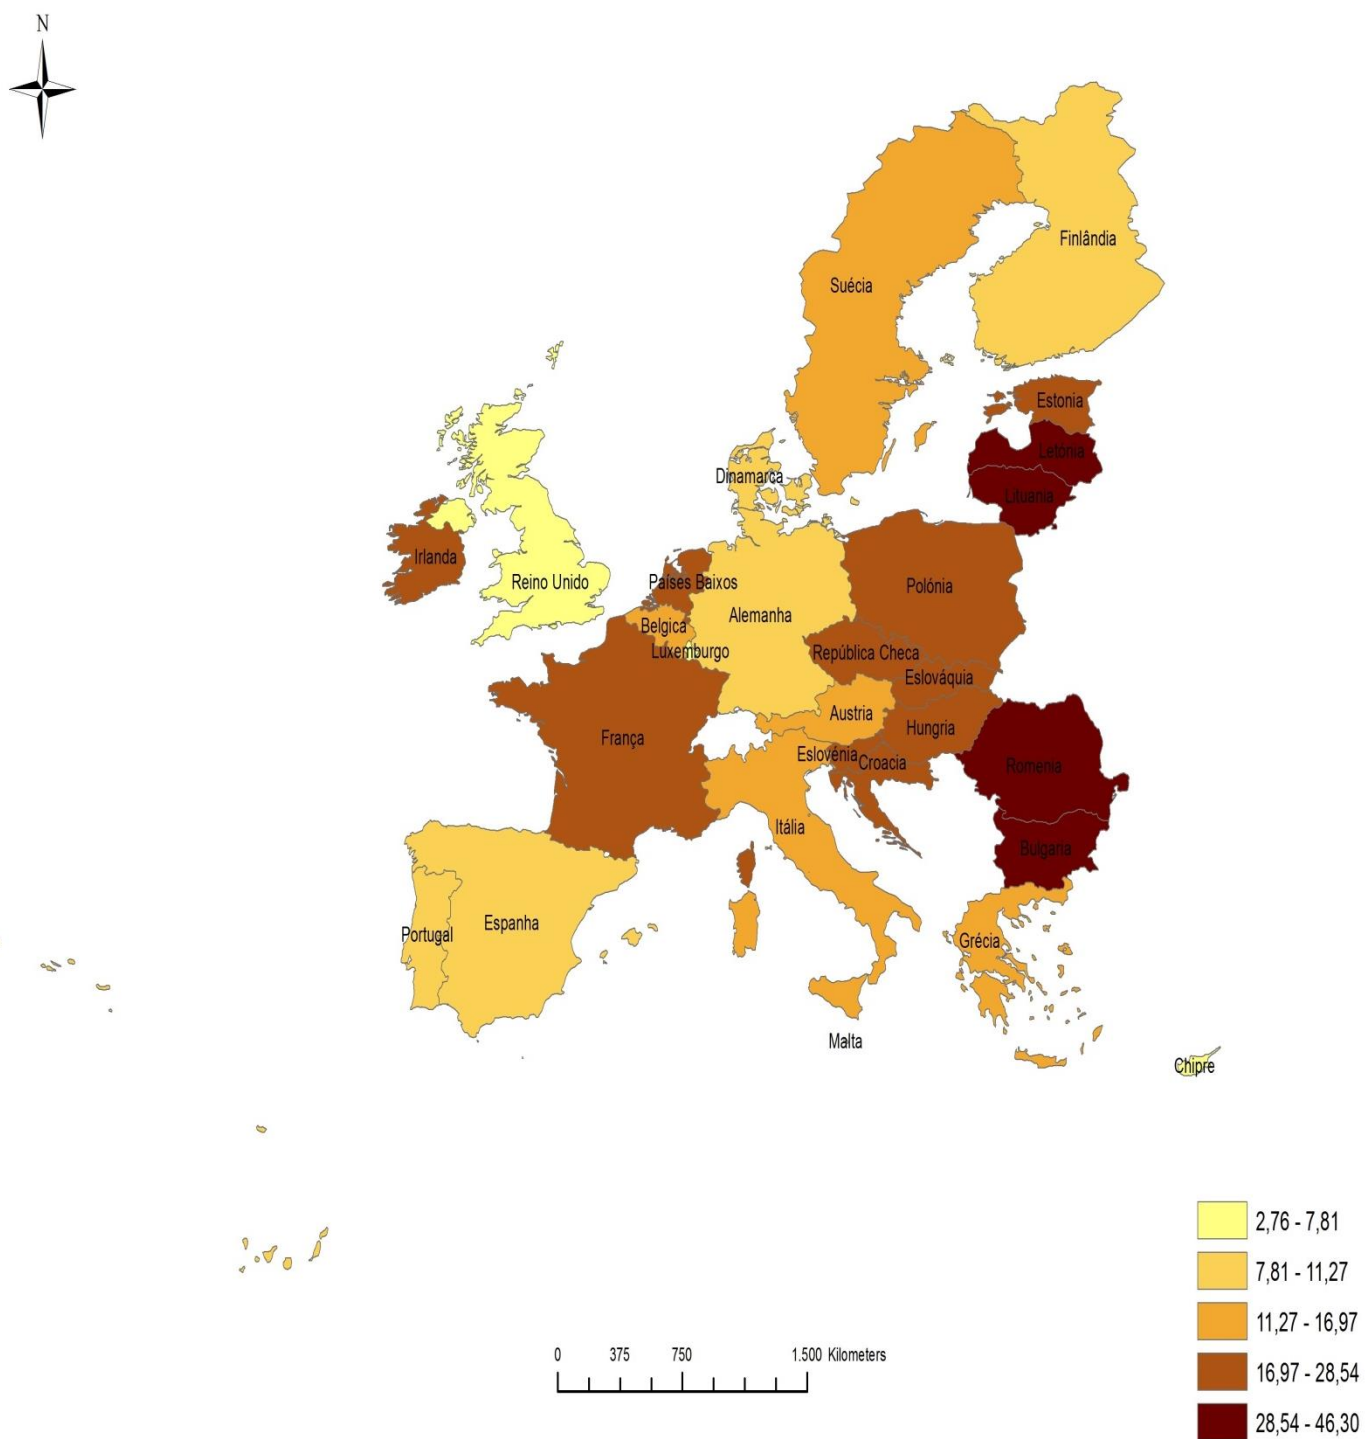 N
Finlândia
Suécia
Estonia
Letónia
Dinamarca
Lituania
Irlanda
Reino Unido
Países Baixos
Polónia
Alemanha
Belgica
Luxemburgo
República Checa
Eslováquia
Austria
Hungria
França
Eslovénia
Croacia
Romenia
Itália
Bulgaria
Espanha
Portugal
Grécia
Malta
Chipre
2,76 - 7,81
7,81 - 11,27
11,27 - 16,97
16,97 - 28,54
28,54 - 46,30
0 375 750 1.500 Kilometers